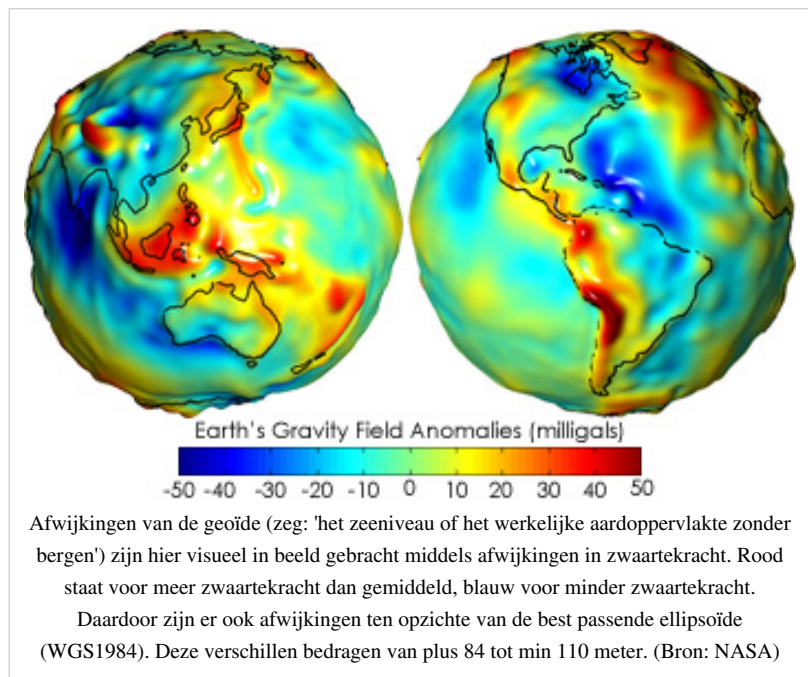 Earth's Gravity Field Anomalies (milligals)
-50 -40 -30 -20 -10 0 10 20 30 40 50
Afwijkingen van de geoïde (zeg: 'het zeeniveau of het werkelijke aardoppervlakte zonder
bergen') zijn hier visueel in beeld gebracht middels afwijkingen in zwaartekracht. Rood
staat voor meer zwaartekracht dan gemiddeld, blauw voor minder zwaartekracht.
Daardoor zijn er ook afwijkingen ten opzichte van de best passende ellipsoïde
(WGS1984). Deze verschillen bedragen van plus 84 tot min 110 meter. (Bron: NASA)